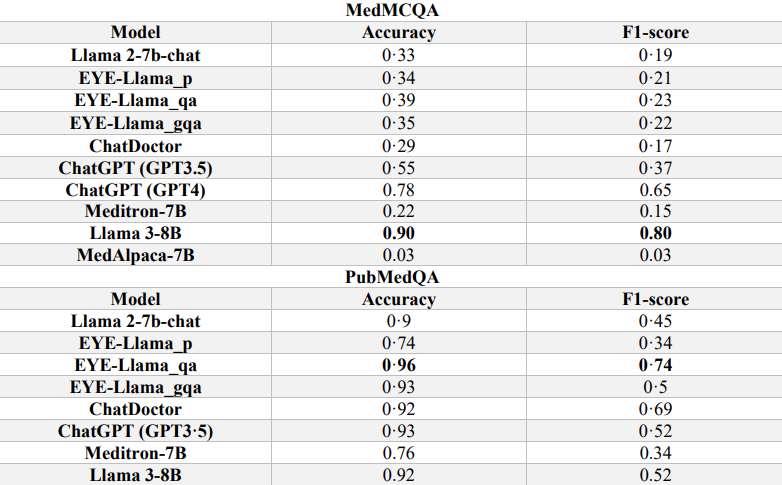 MedMCQA
Model Accuracy F1-score
Llama 2-7b-chat 0·33 0·19
EYE-Llama_p 0·34 0·21
EYE-Llama_qa 0·39 0·23
EYE-Llama_gqa 0·35 0·22
ChatDoctor 0·29 0·17
ChatGPT (GPT3.5) 0·55 0·37
ChatGPT (GPT4) 0.78 0.65
Meditron-7B 0.22 0.15
Llama 3-8B 0.90 0.80
MedAlpaca-7B 0.03 0.03
PubMedQA
Model Accuracy F1-score
Llama 2-7b-chat 0·9 0·45
EYE-Llama_p 0·74 0·34
EYE-Llama_qa 0·96 0·74
EYE-Llama_gqa 0·93 0·5
ChatDoctor 0·92 0·69
ChatGPT (GPT3·5) 0·93 0·52
Meditron-7B 0.76 0.34
Llama 3-8B 0.92 0.52